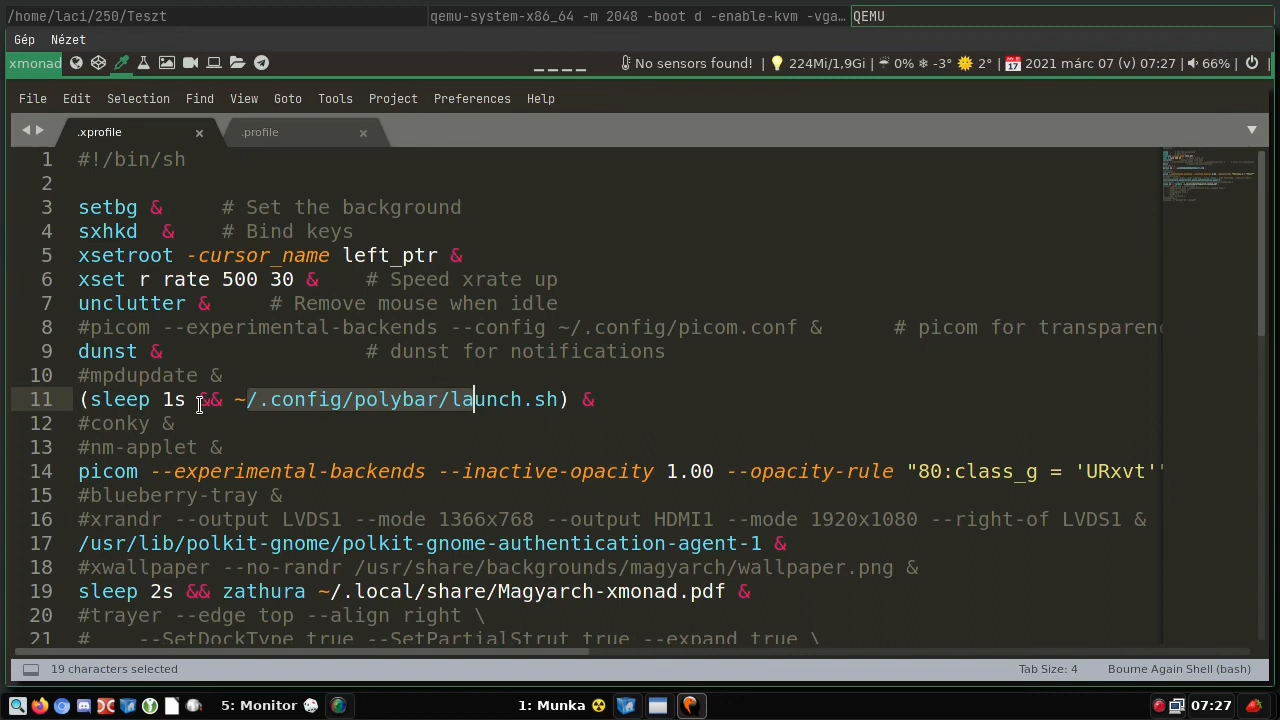 /home/laci/250/Teszt
qemu-system-x86_64 -m 2048 -boot d -enable-kvm -vga…
QEMU
Gép Nézet
xmonad
No sensors found! | 224Mi/1,9Gi | 0% -3° 2° | 2021 márc 07 (v) 07:27 | 66%
File Edit Selection Find View Goto Tools Project Preferences Help
.xprofile
.profile
1 #!/bin/sh
2
3 setbg & # Set the background
4 sxhkd & # Bind keys
5 xsetroot -cursor_name left_ptr &
6 xset r rate 500 30 & # Speed xrate up
7 unclutter & # Remove mouse when idle
8 #picom --experimental-backends --config ~/.config/picom.conf & # picom for transparenc
9 dunst & # dunst for notifications
10 #mpdupdate &
11 (sleep 1s && ~/.config/polybar/launch.sh) &
12 #conky &
13 #nm-applet &
14 picom --experimental-backends --inactive-opacity 1.00 --opacity-rule "80:class_g = 'URxvt''
15 #blueberry-tray &
16 #xrandr --output LVDS1 --mode 1366x768 --output HDMI1 --mode 1920x1080 --right-of LVDS1 &
17 /usr/lib/polkit-gnome/polkit-gnome-authentication-agent-1 &
18 #xwallpaper --no-randr /usr/share/backgrounds/magyarch/wallpaper.png &
19 sleep 2s && zathura ~/.local/share/Magyarch-xmonad.pdf &
20 #trayer --edge top --align right \
21 # --SetDockType true --SetPartialStrut true --expand true \
19 characters selected
Tab Size: 4
Bourne Again Shell (bash)
5: Monitor
1: Munka
07:27